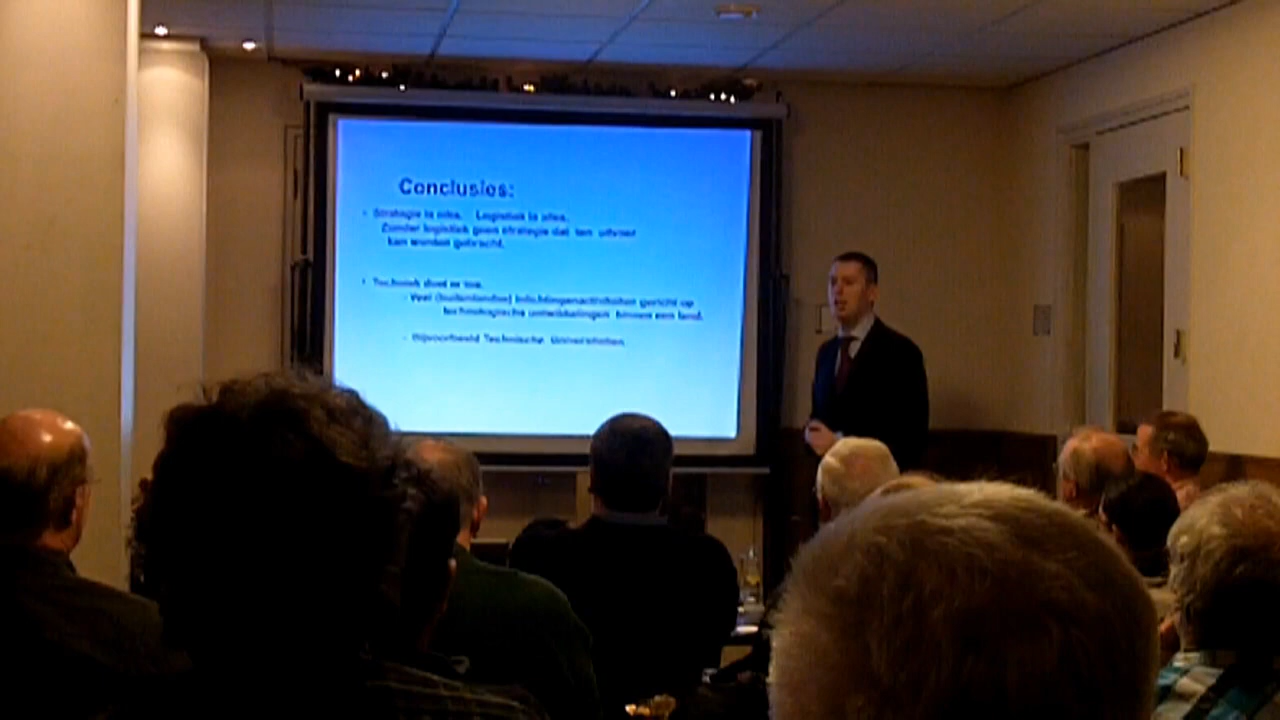 Conclusies:
- Strategie is alles. Logistiek is alles.
Zonder logistiek geen strategie dat ten uitvoer
kan worden gebracht.
- Techniek doet er toe.
- Veel (buitenlandse) inlichtingenactiviteiten gericht op
technologische ontwikkelingen binnen een land.
- Bijvoorbeeld Technische Universiteiten.